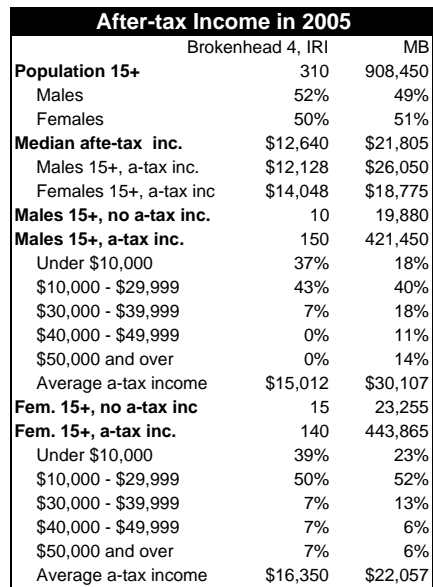 After-tax Income in 2005
Brokenhead 4, IRI MB
Population 15+ 310 908,450
Males 52% 49%
Females 50% 51%
Median afte-tax inc. $12,640 $21,805
Males 15+, a-tax inc. $12,128 $26,050
Females 15+, a-tax inc $14,048 $18,775
Males 15+, no a-tax inc. 10 19,880
Males 15+, a-tax inc. 150 421,450
Under $10,000 37% 18%
$10,000 - $29,999 43% 40%
$30,000 - $39,999 7% 18%
$40,000 - $49,999 0% 11%
$50,000 and over 0% 14%
Average a-tax income $15,012 $30,107
Fem. 15+, no a-tax inc 15 23,255
Fem. 15+, a-tax inc. 140 443,865
Under $10,000 39% 23%
$10,000 - $29,999 50% 52%
$30,000 - $39,999 7% 13%
$40,000 - $49,999 7% 6%
$50,000 and over 7% 6%
Average a-tax income $16,350 $22,057